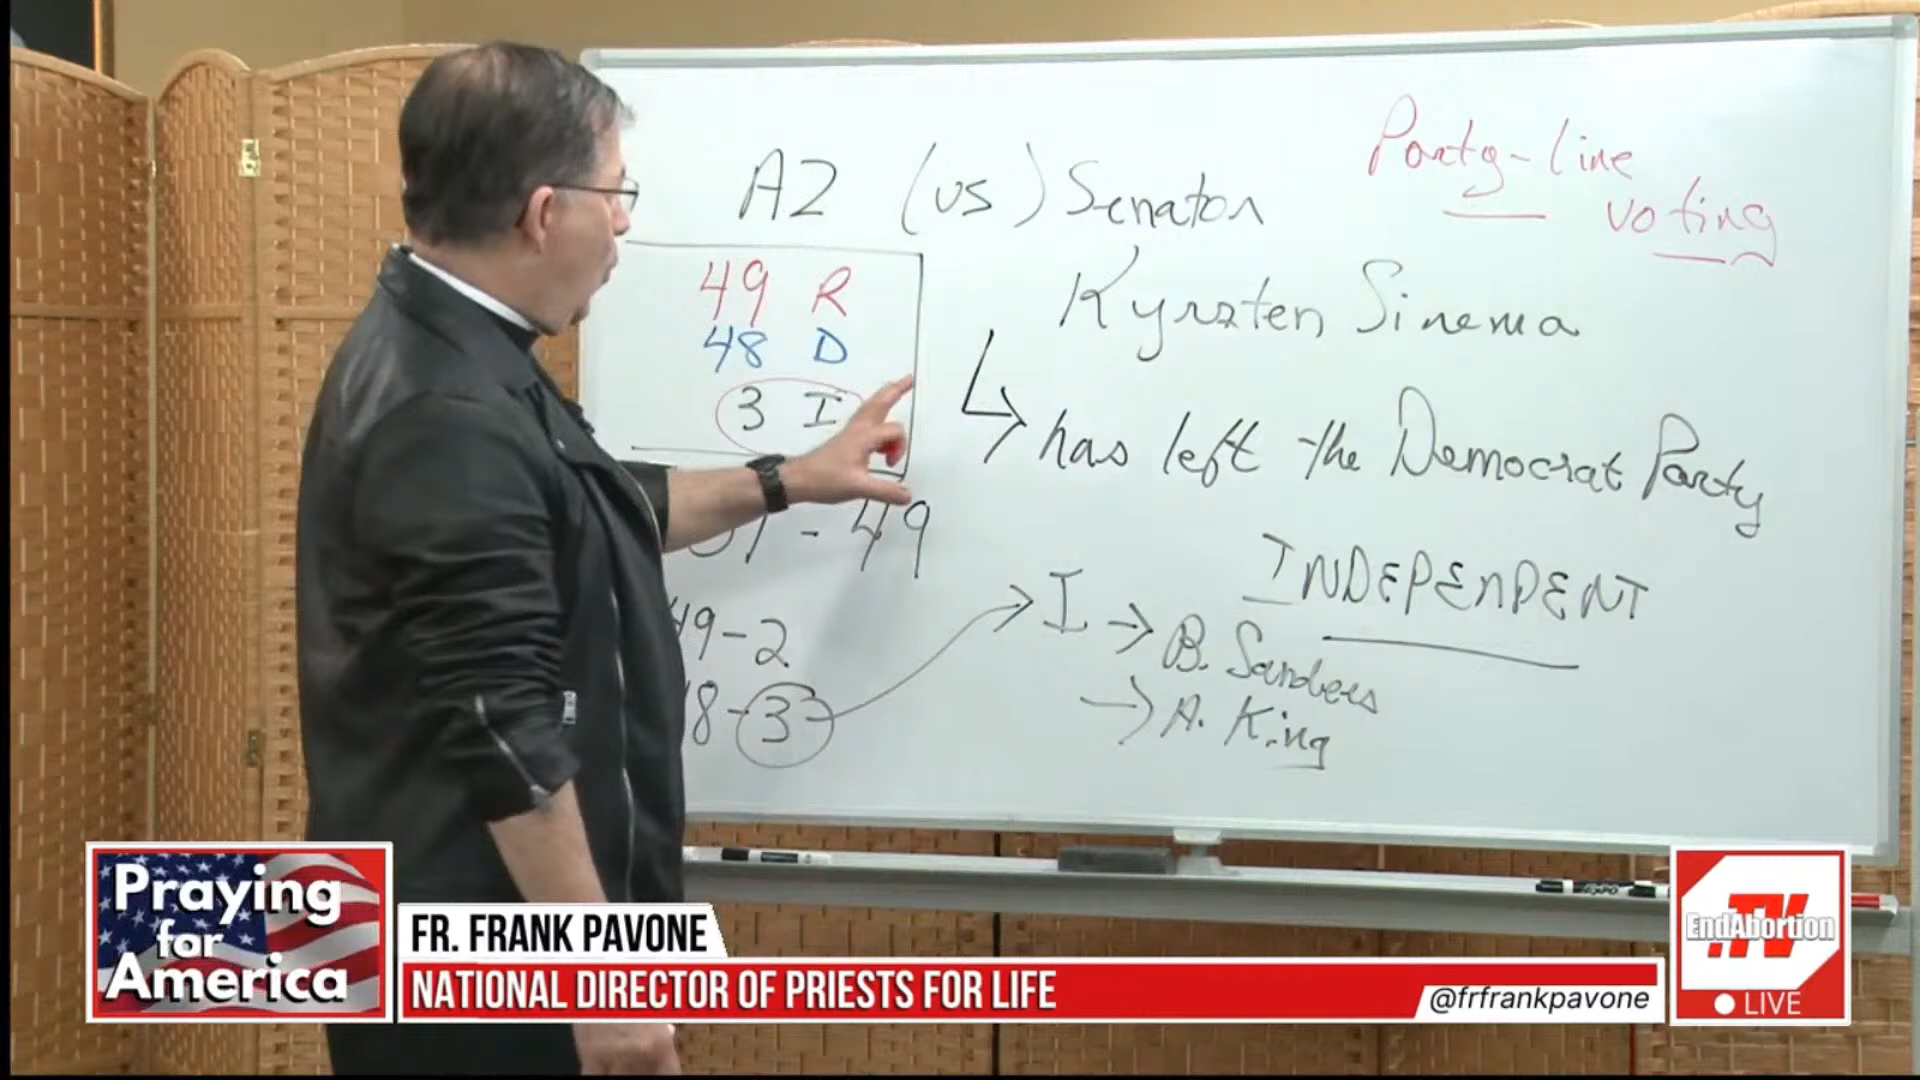 Party-line
voting
AZ (us) Senator
Kyrsten Sinema
49 R
48 D
3 I
has left the Democrat Party
INDEPENDENT
- 49
49-2
8-3
I → B. Sanders
→ A. King
Praying
for
America
FR. FRANK PAVONE
NATIONAL DIRECTOR OF PRIESTS FOR LIFE
@frfrankpavone
EndAbortion
.TV
LIVE